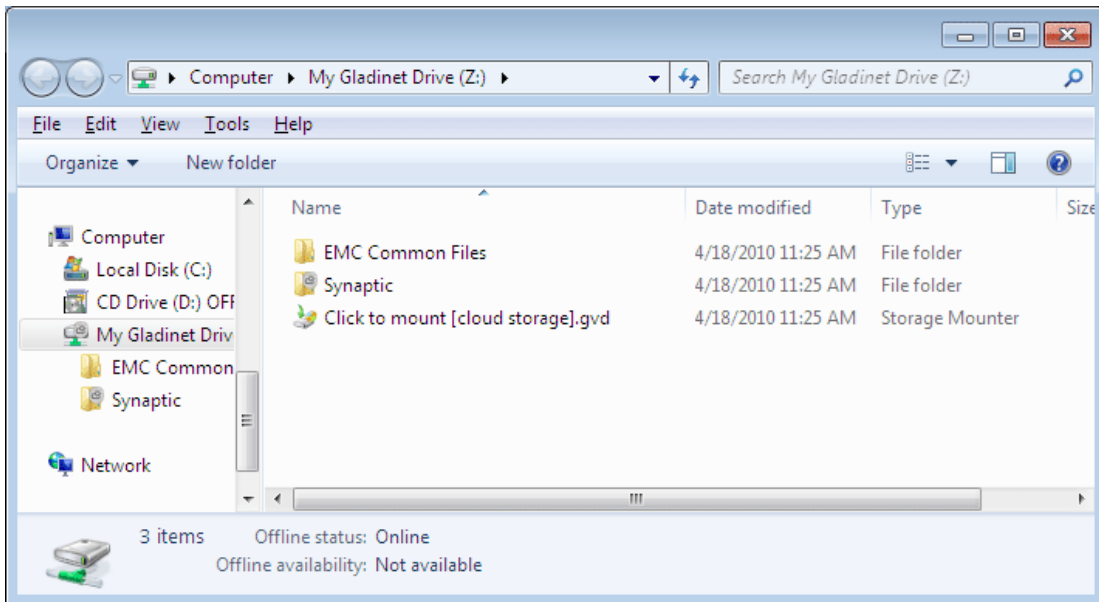 Computer ▸ My Gladinet Drive (Z:) ▸ Search My Gladinet Drive (Z:)
File Edit View Tools Help
Organize New folder
Name Date modified Type Size
Computer
Local Disk (C:)
CD Drive (D:) OFF
My Gladinet Driv
EMC Common
Synaptic
Network
EMC Common Files 4/18/2010 11:25 AM File folder
Synaptic 4/18/2010 11:25 AM File folder
Click to mount [cloud storage].gvd 4/18/2010 11:25 AM Storage Mounter
3 items Offline status: Online
Offline availability: Not available